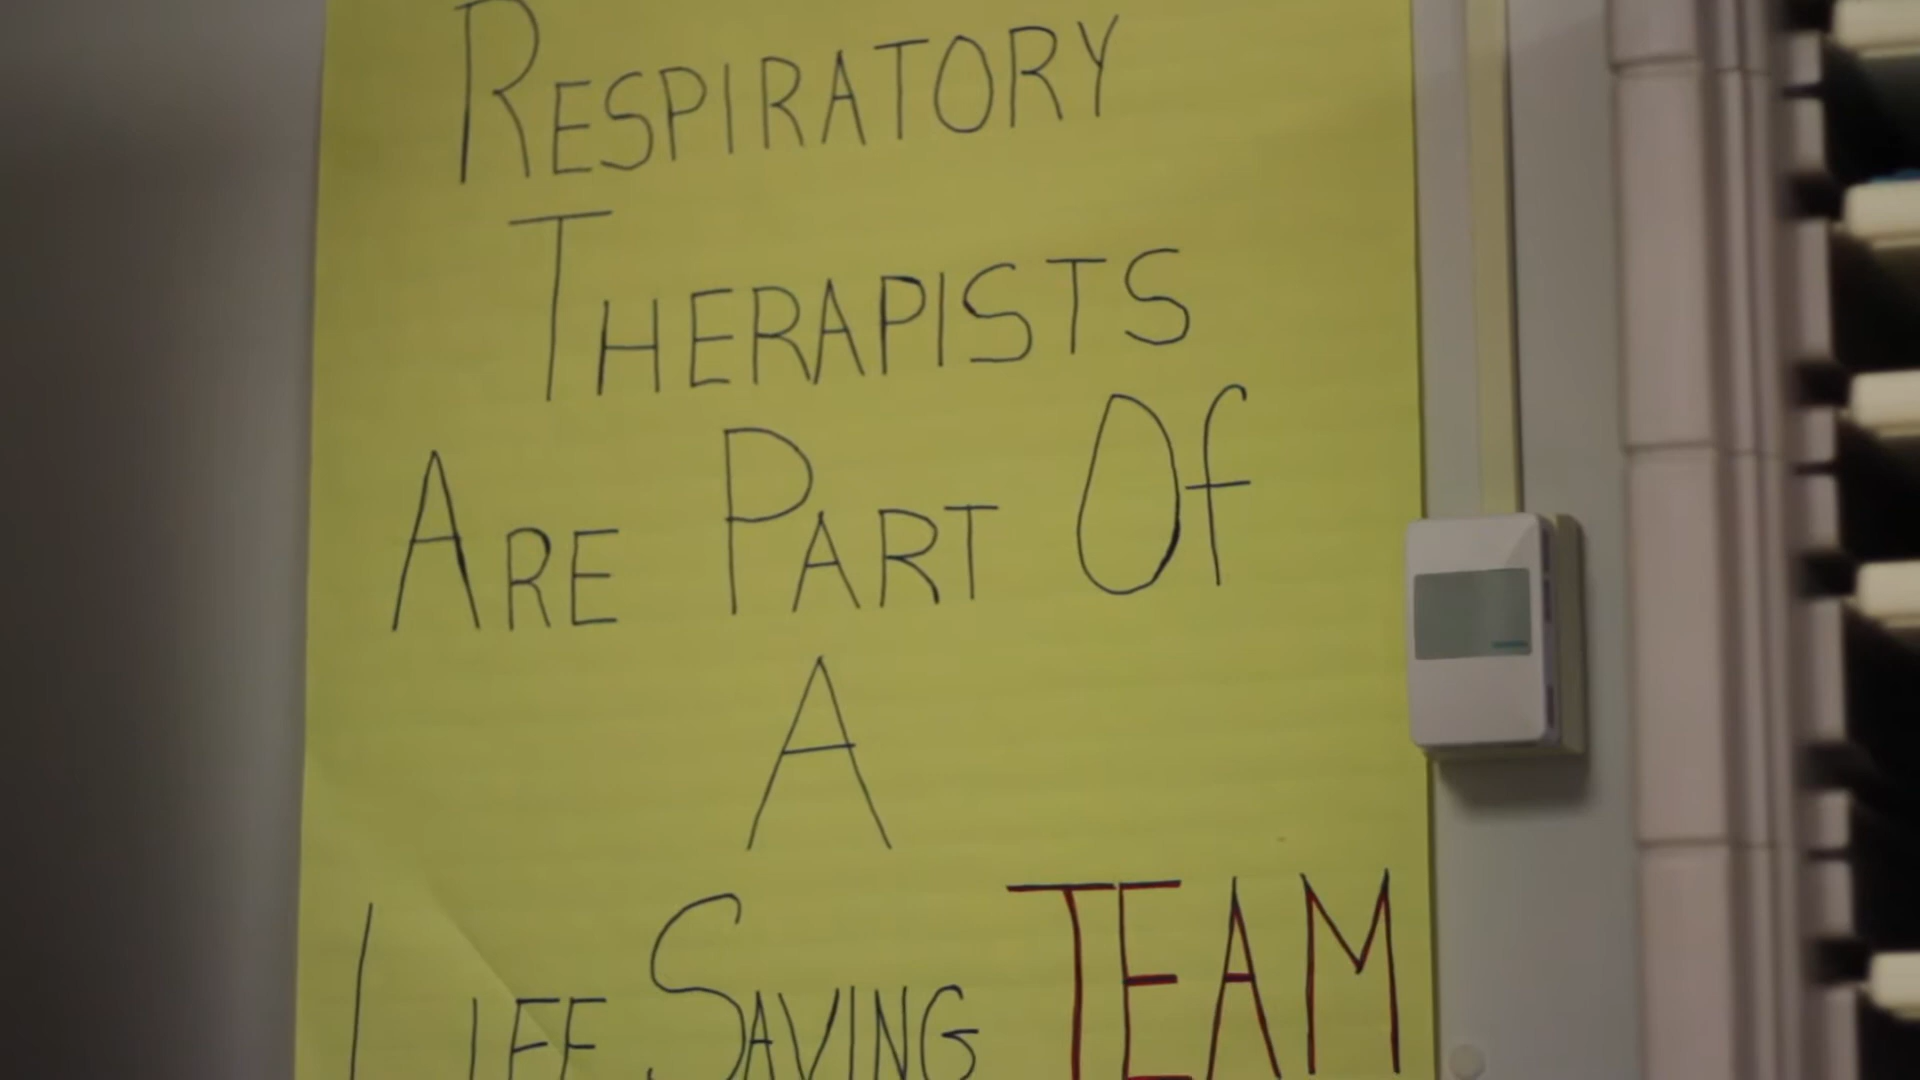 RESPIRATORY
THERAPISTS
ARE PART Of
A
LIFE SAVING TEAM